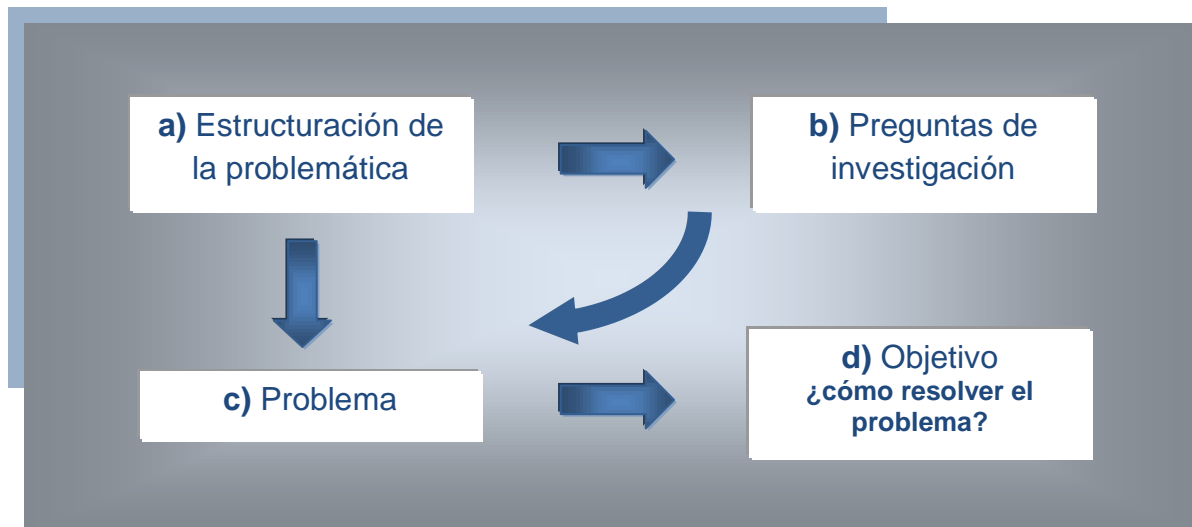 a) Estructuración de
la problemática
b) Preguntas de
investigación
c) Problema
d) Objetivo
¿cómo resolver el
problema?